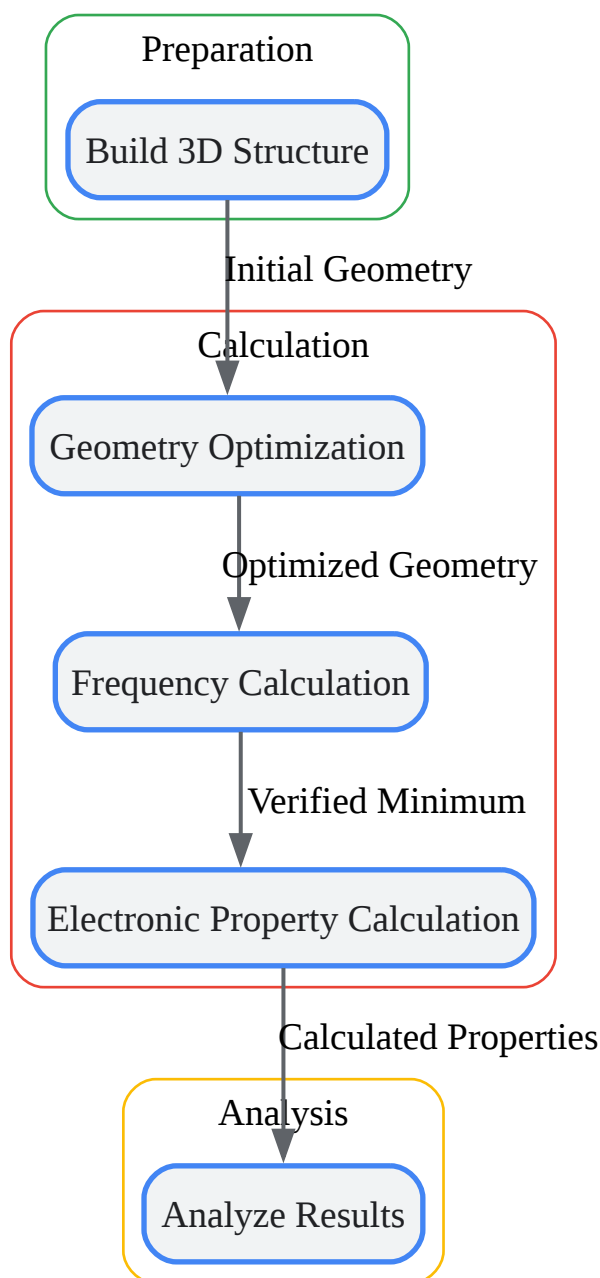 Preparation
Build 3D Structure
Initial Geometry
Calculation
Geometry Optimization
Optimized Geometry
Frequency Calculation
Verified Minimum
Electronic Property Calculation
Calculated Properties
Analysis
Analyze Results